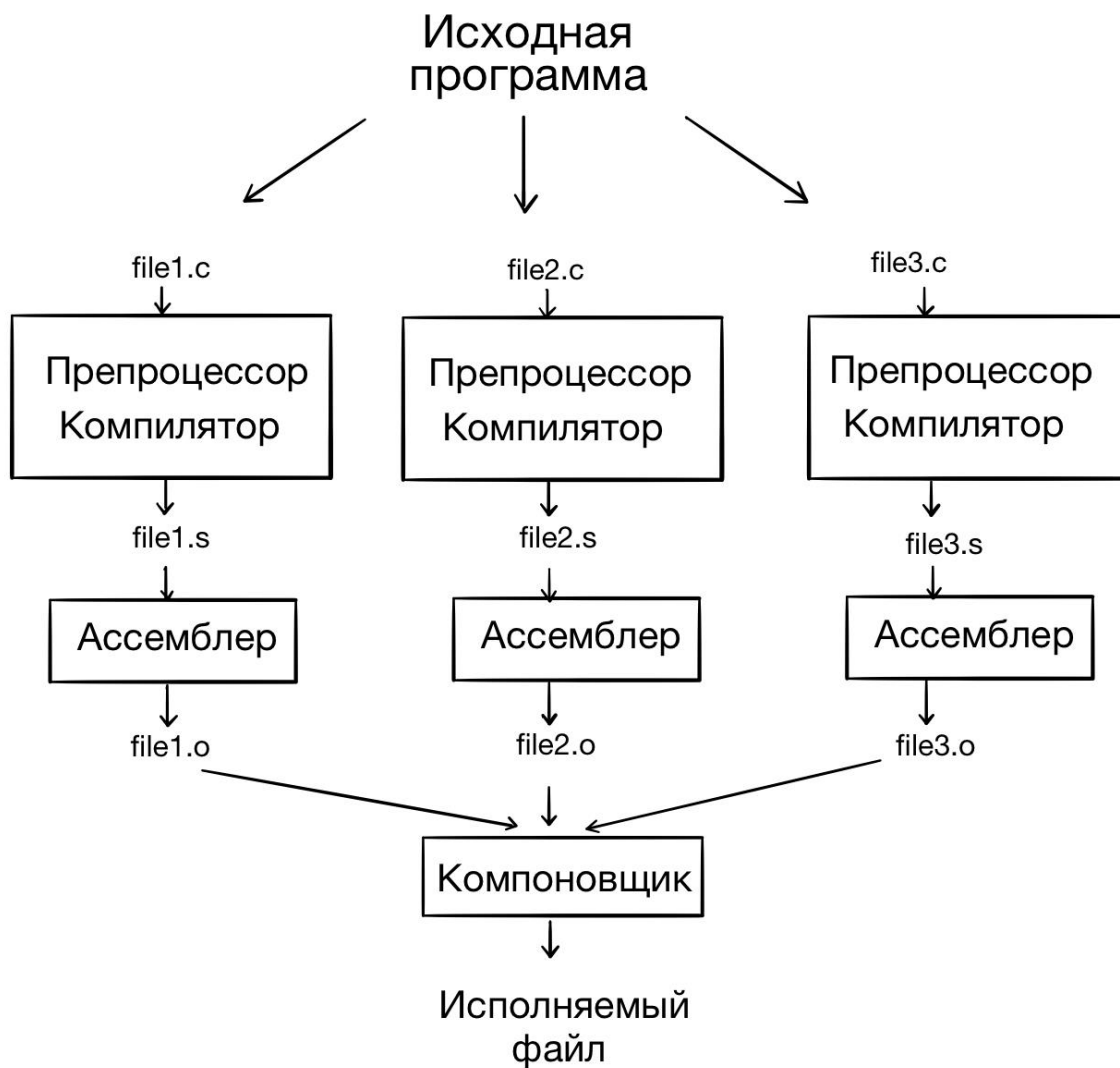 Исходная
программа
file1.c
file2.c
file3.c
Препроцессор
Компилятор
Препроцессор
Компилятор
Препроцессор
Компилятор
file1.s
file2.s
file3.s
Ассемблер
Ассемблер
Ассемблер
file1.o
file2.o
file3.o
Компоновщик
Исполняемый
файл